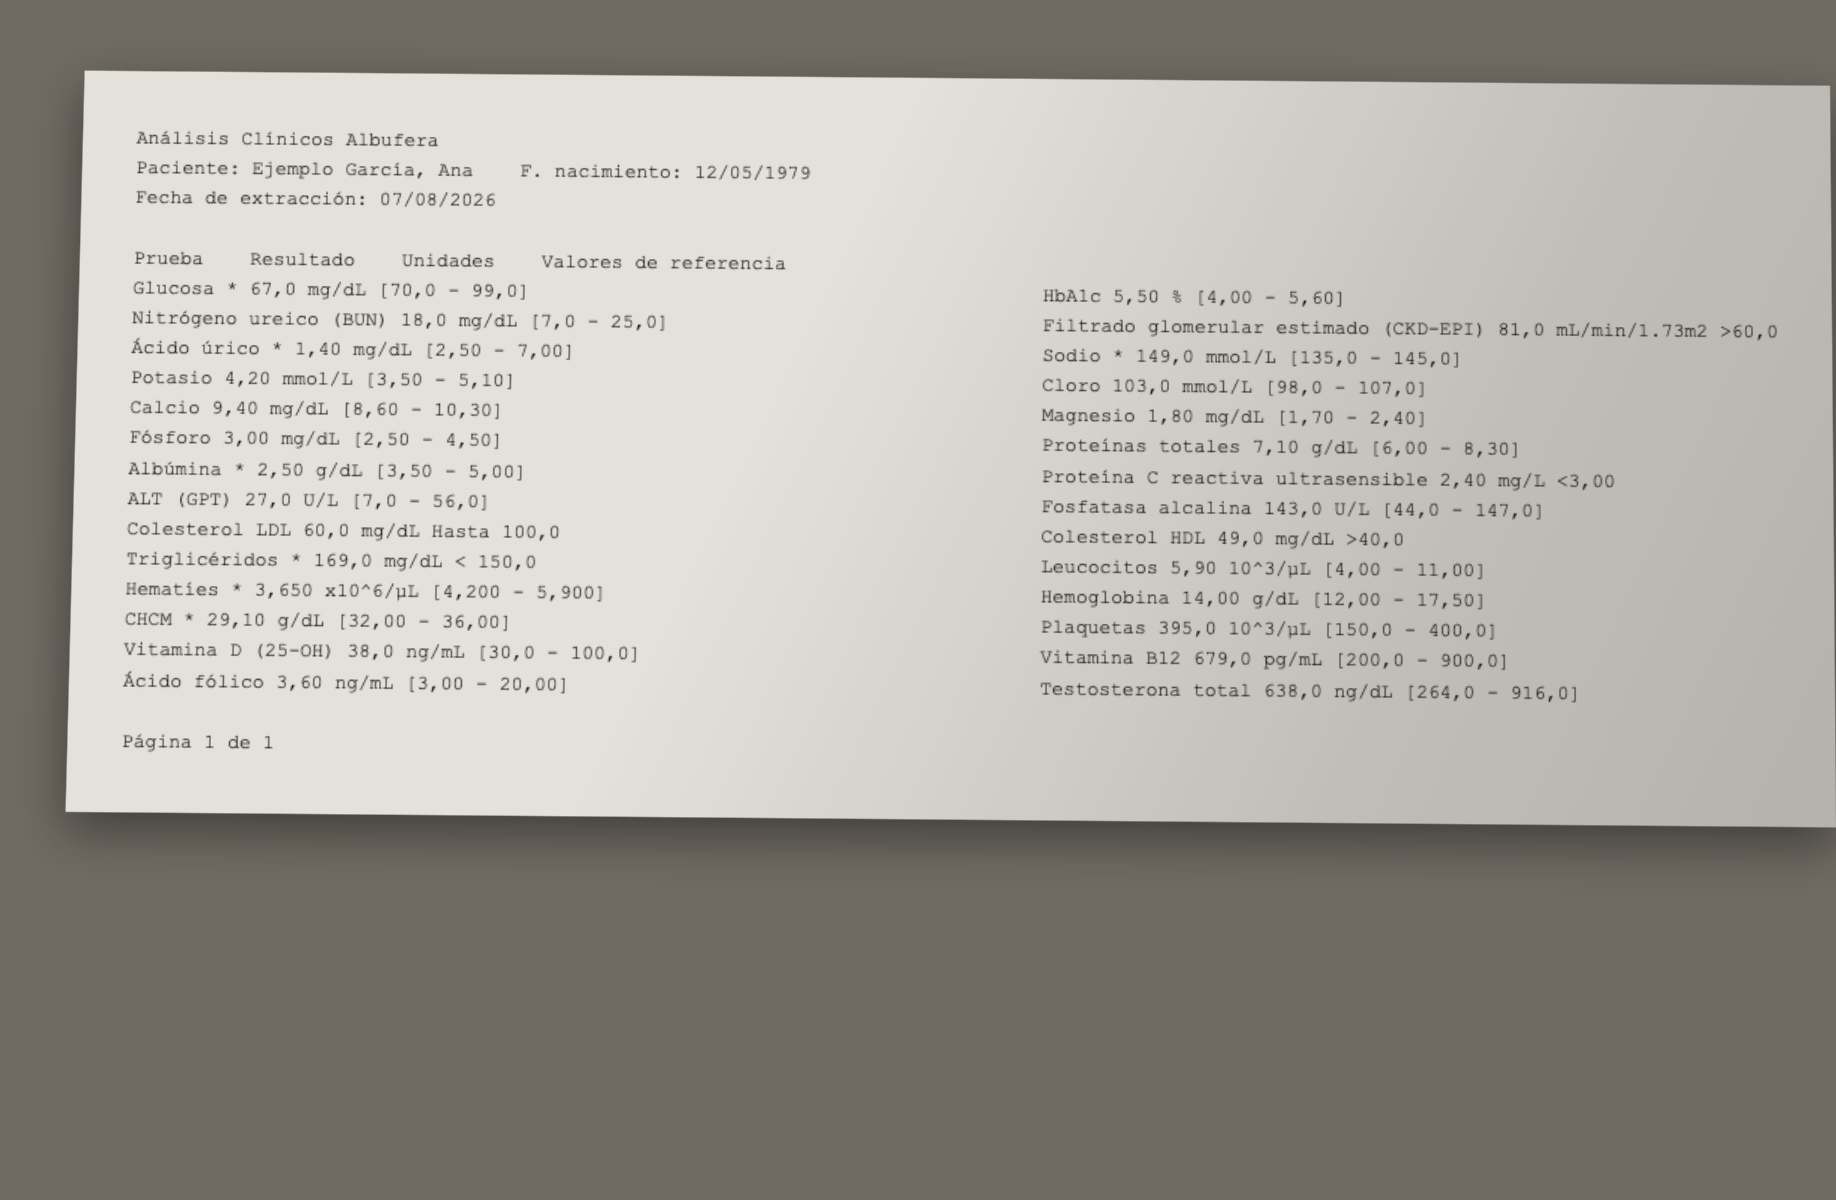 Análisis Clínicos Albufera
Paciente: Ejemplo García, Ana    F. nacimiento: 12/05/1979
Fecha de extracción: 07/08/2026
Prueba    Resultado    Unidades    Valores de referencia
Glucosa * 67,0 mg/dL [70,0 - 99,0]
Nitrógeno ureico (BUN) 18,0 mg/dL [7,0 - 25,0]
Ácido úrico * 1,40 mg/dL [2,50 - 7,00]
Potasio 4,20 mmol/L [3,50 - 5,10]
Calcio 9,40 mg/dL [8,60 - 10,30]
Fósforo 3,00 mg/dL [2,50 - 4,50]
Albúmina * 2,50 g/dL [3,50 - 5,00]
ALT (GPT) 27,0 U/L [7,0 - 56,0]
Colesterol LDL 60,0 mg/dL Hasta 100,0
Triglicéridos * 169,0 mg/dL < 150,0
Hematíes * 3,650 x10^6/µL [4,200 - 5,900]
CHCM * 29,10 g/dL [32,00 - 36,00]
Vitamina D (25-OH) 38,0 ng/mL [30,0 - 100,0]
Ácido fólico 3,60 ng/mL [3,00 - 20,00]
HbA1c 5,50 % [4,00 - 5,60]
Filtrado glomerular estimado (CKD-EPI) 81,0 mL/min/1.73m2 >60,0
Sodio * 149,0 mmol/L [135,0 - 145,0]
Cloro 103,0 mmol/L [98,0 - 107,0]
Magnesio 1,80 mg/dL [1,70 - 2,40]
Proteínas totales 7,10 g/dL [6,00 - 8,30]
Proteína C reactiva ultrasensible 2,40 mg/L <3,00
Fosfatasa alcalina 143,0 U/L [44,0 - 147,0]
Colesterol HDL 49,0 mg/dL >40,0
Leucocitos 5,90 10^3/µL [4,00 - 11,00]
Hemoglobina 14,00 g/dL [12,00 - 17,50]
Plaquetas 395,0 10^3/µL [150,0 - 400,0]
Vitamina B12 679,0 pg/mL [200,0 - 900,0]
Testosterona total 638,0 ng/dL [264,0 - 916,0]
Página 1 de 1